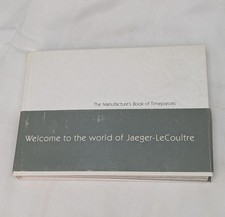 The Manufacture's Book of Timepieces
Welcome to the world of Jaeger-LeCoultre